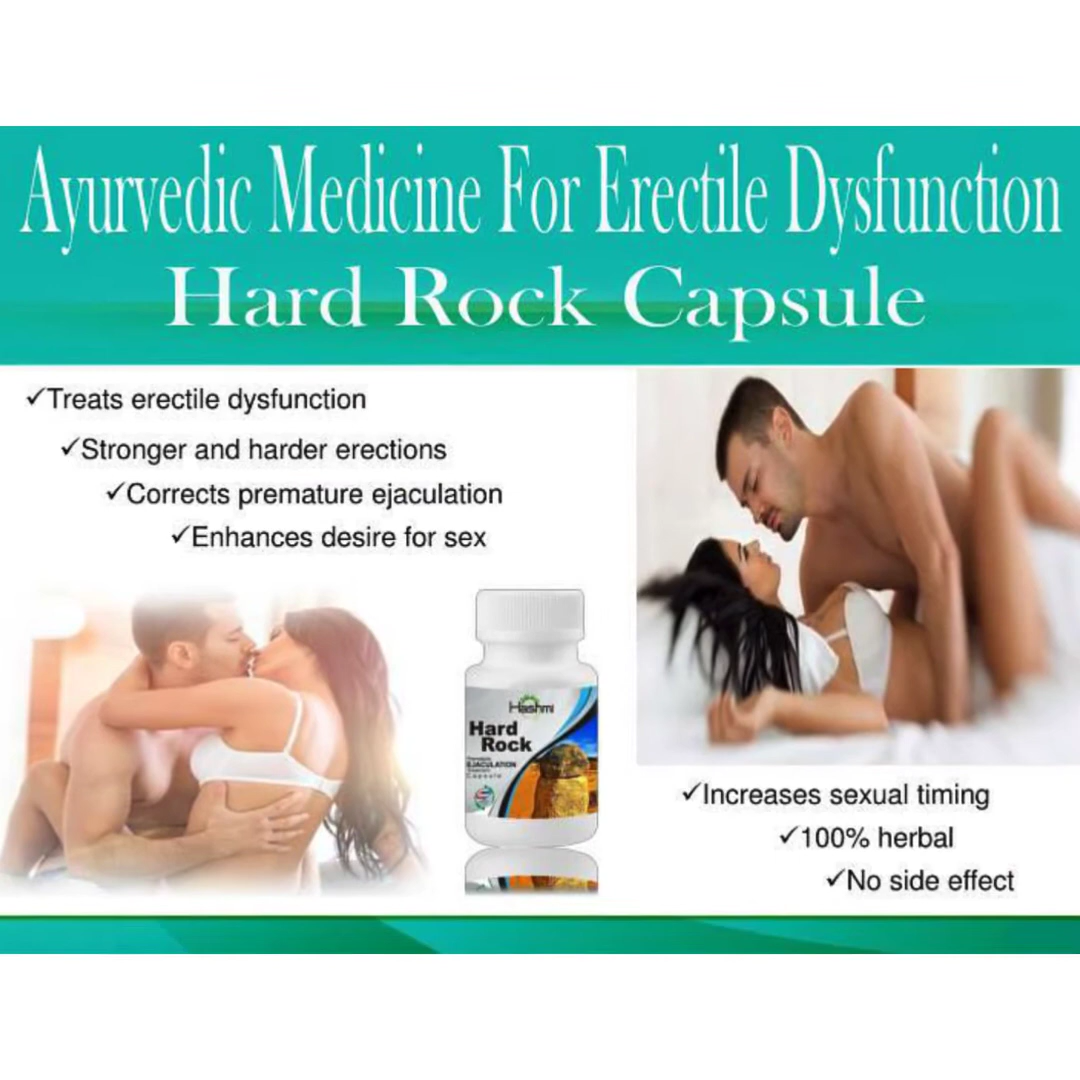 Ayurvedic Medicine For Erectile Dysfunction
Hard Rock Capsule
✓Treats erectile dysfunction
✓Stronger and harder erections
✓Corrects premature ejaculation
✓Enhances desire for sex
Hashmi
Hard
Rock
EJACULATION
Capsule
✓Increases sexual timing
✓100% herbal
✓No side effect